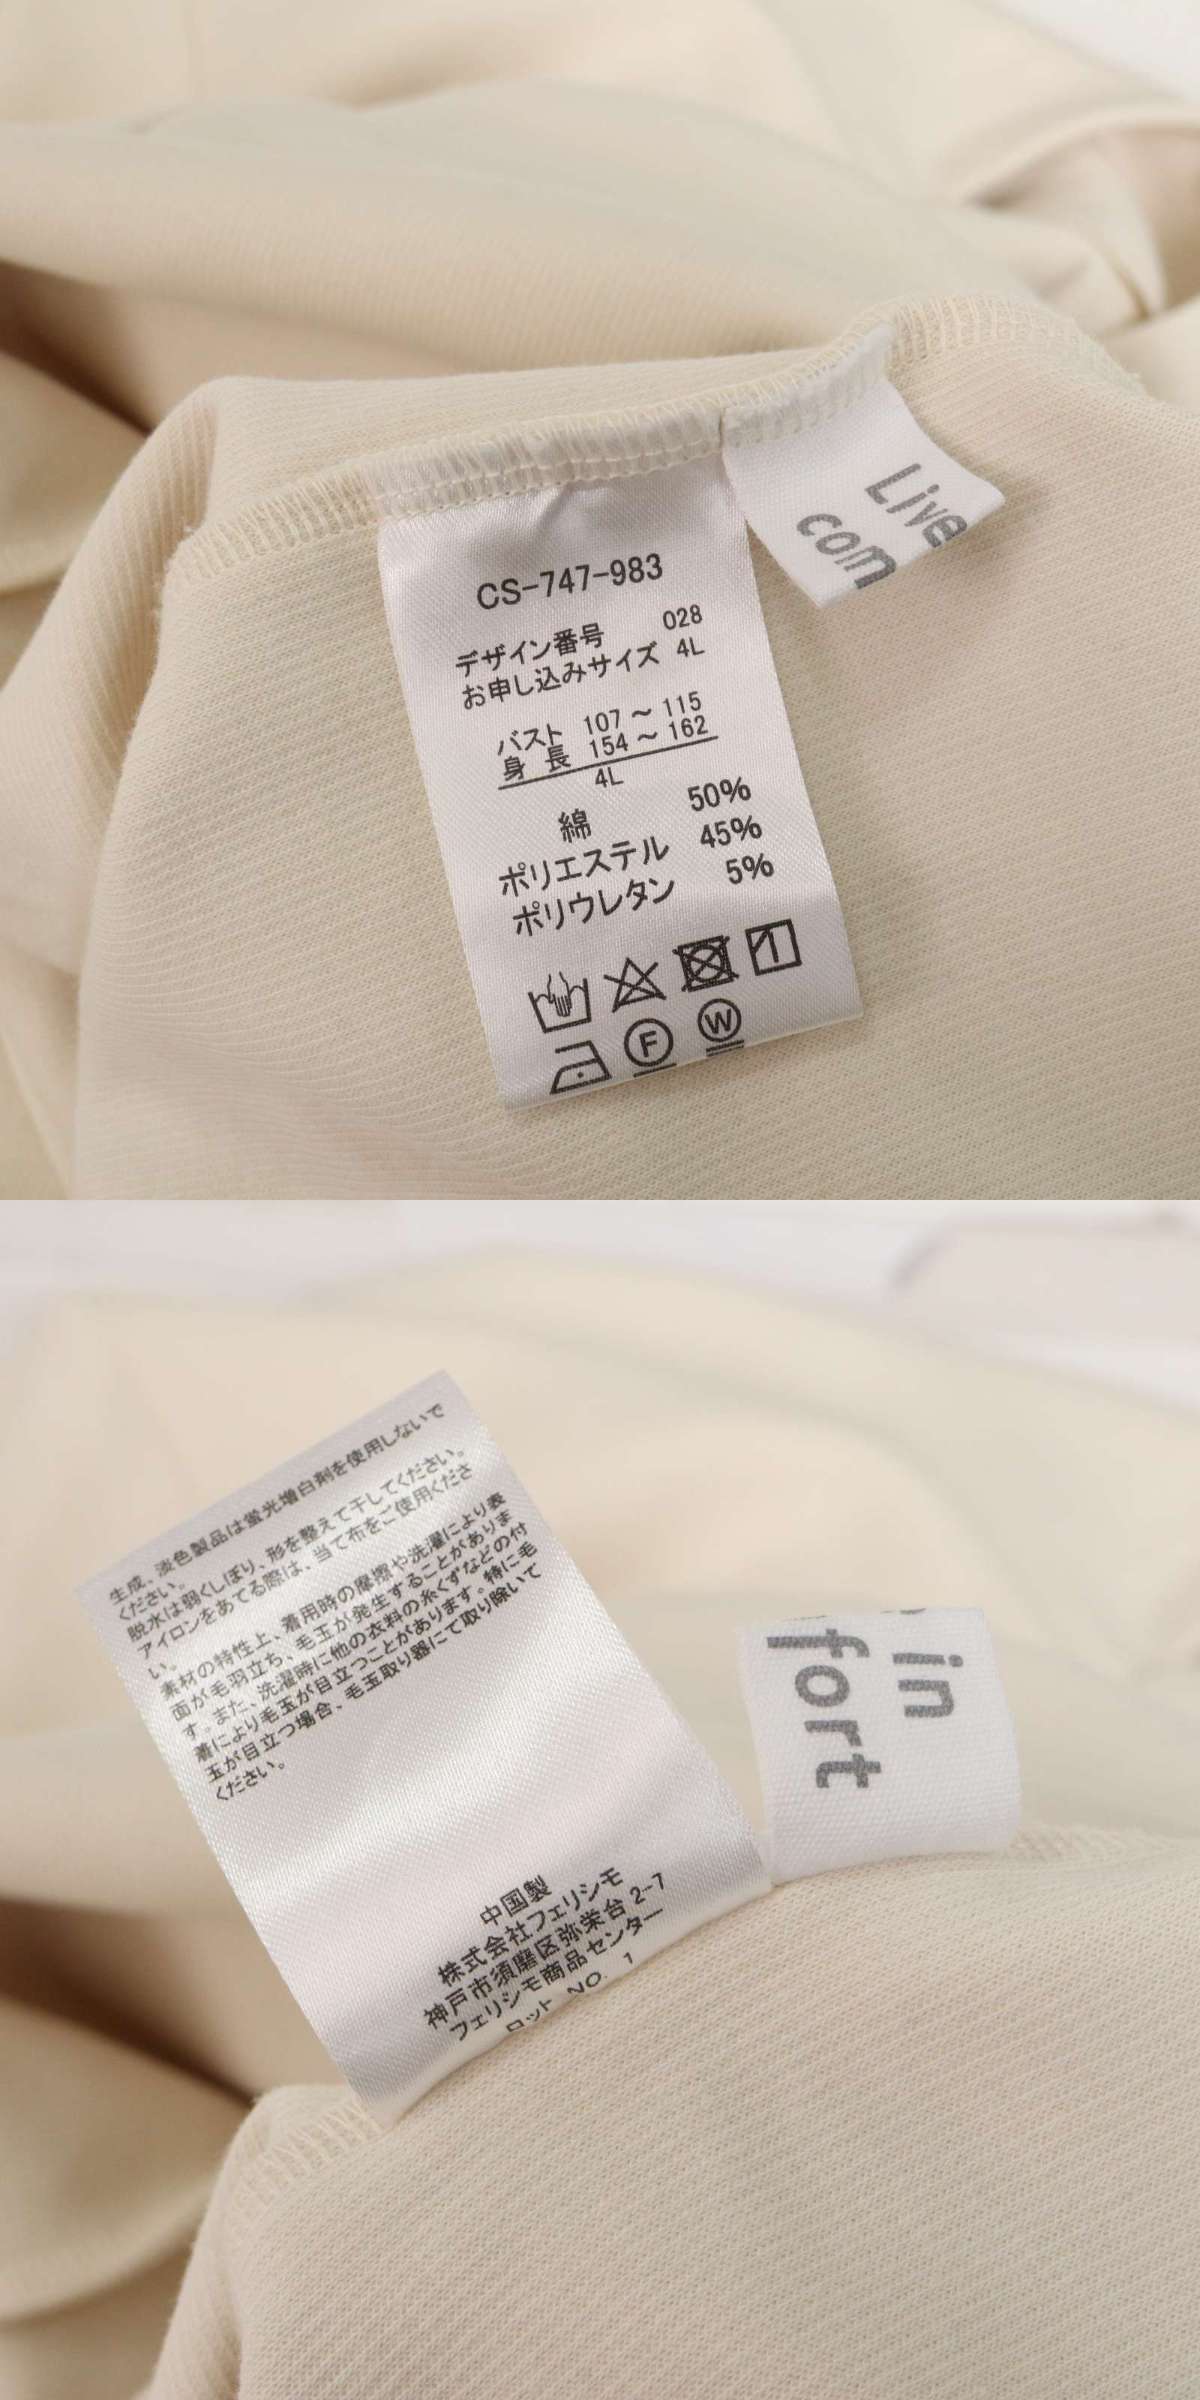 CS-747-983
デザイン番号 028
お申し込みサイズ 4L
バスト 107～115
身長 154～162
4L
綿 50%
ポリエステル 45%
ポリウレタン 5%
F
W
Live
com
生成、淡色製品は蛍光増白剤を使用しないで
ください。
脱水は弱くしぼり、形を整えて干してください。
アイロンをあてる際は、当て布をご使用くださ
い。
素材の特性上、着用時の摩擦や洗濯により表
面が毛羽立ち、毛玉が発生することがありま
す。また、洗濯時に他の衣料の糸くずなどの付
着により毛玉が目立つことがあります。特に毛
玉が目立つ場合、毛玉取り器にて取り除いて
ください。
中国製
株式会社フェリシモ
神戸市須磨区弥栄台2-7
フェリシモ商品センター
ロット NO. 1
in
fort